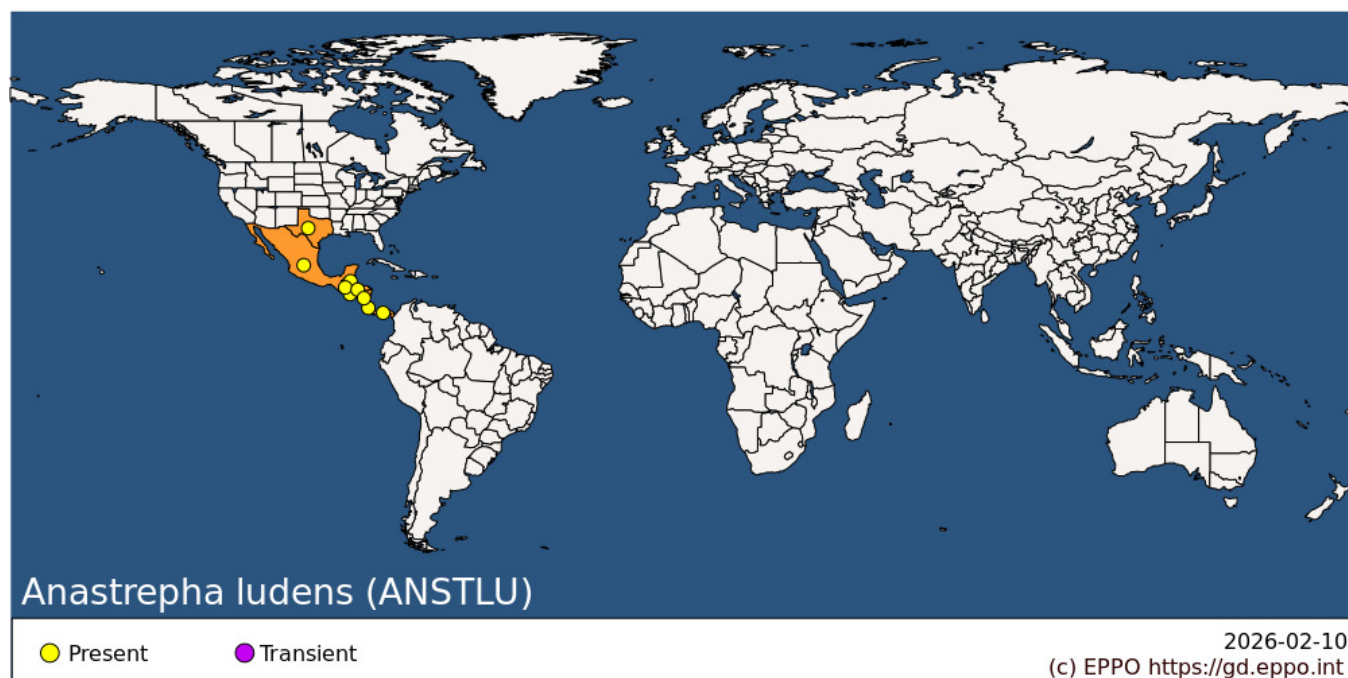 Anastrepha ludens (ANSTLU)
Present
Transient
2026-02-10
(c) EPPO https://gd.eppo.int